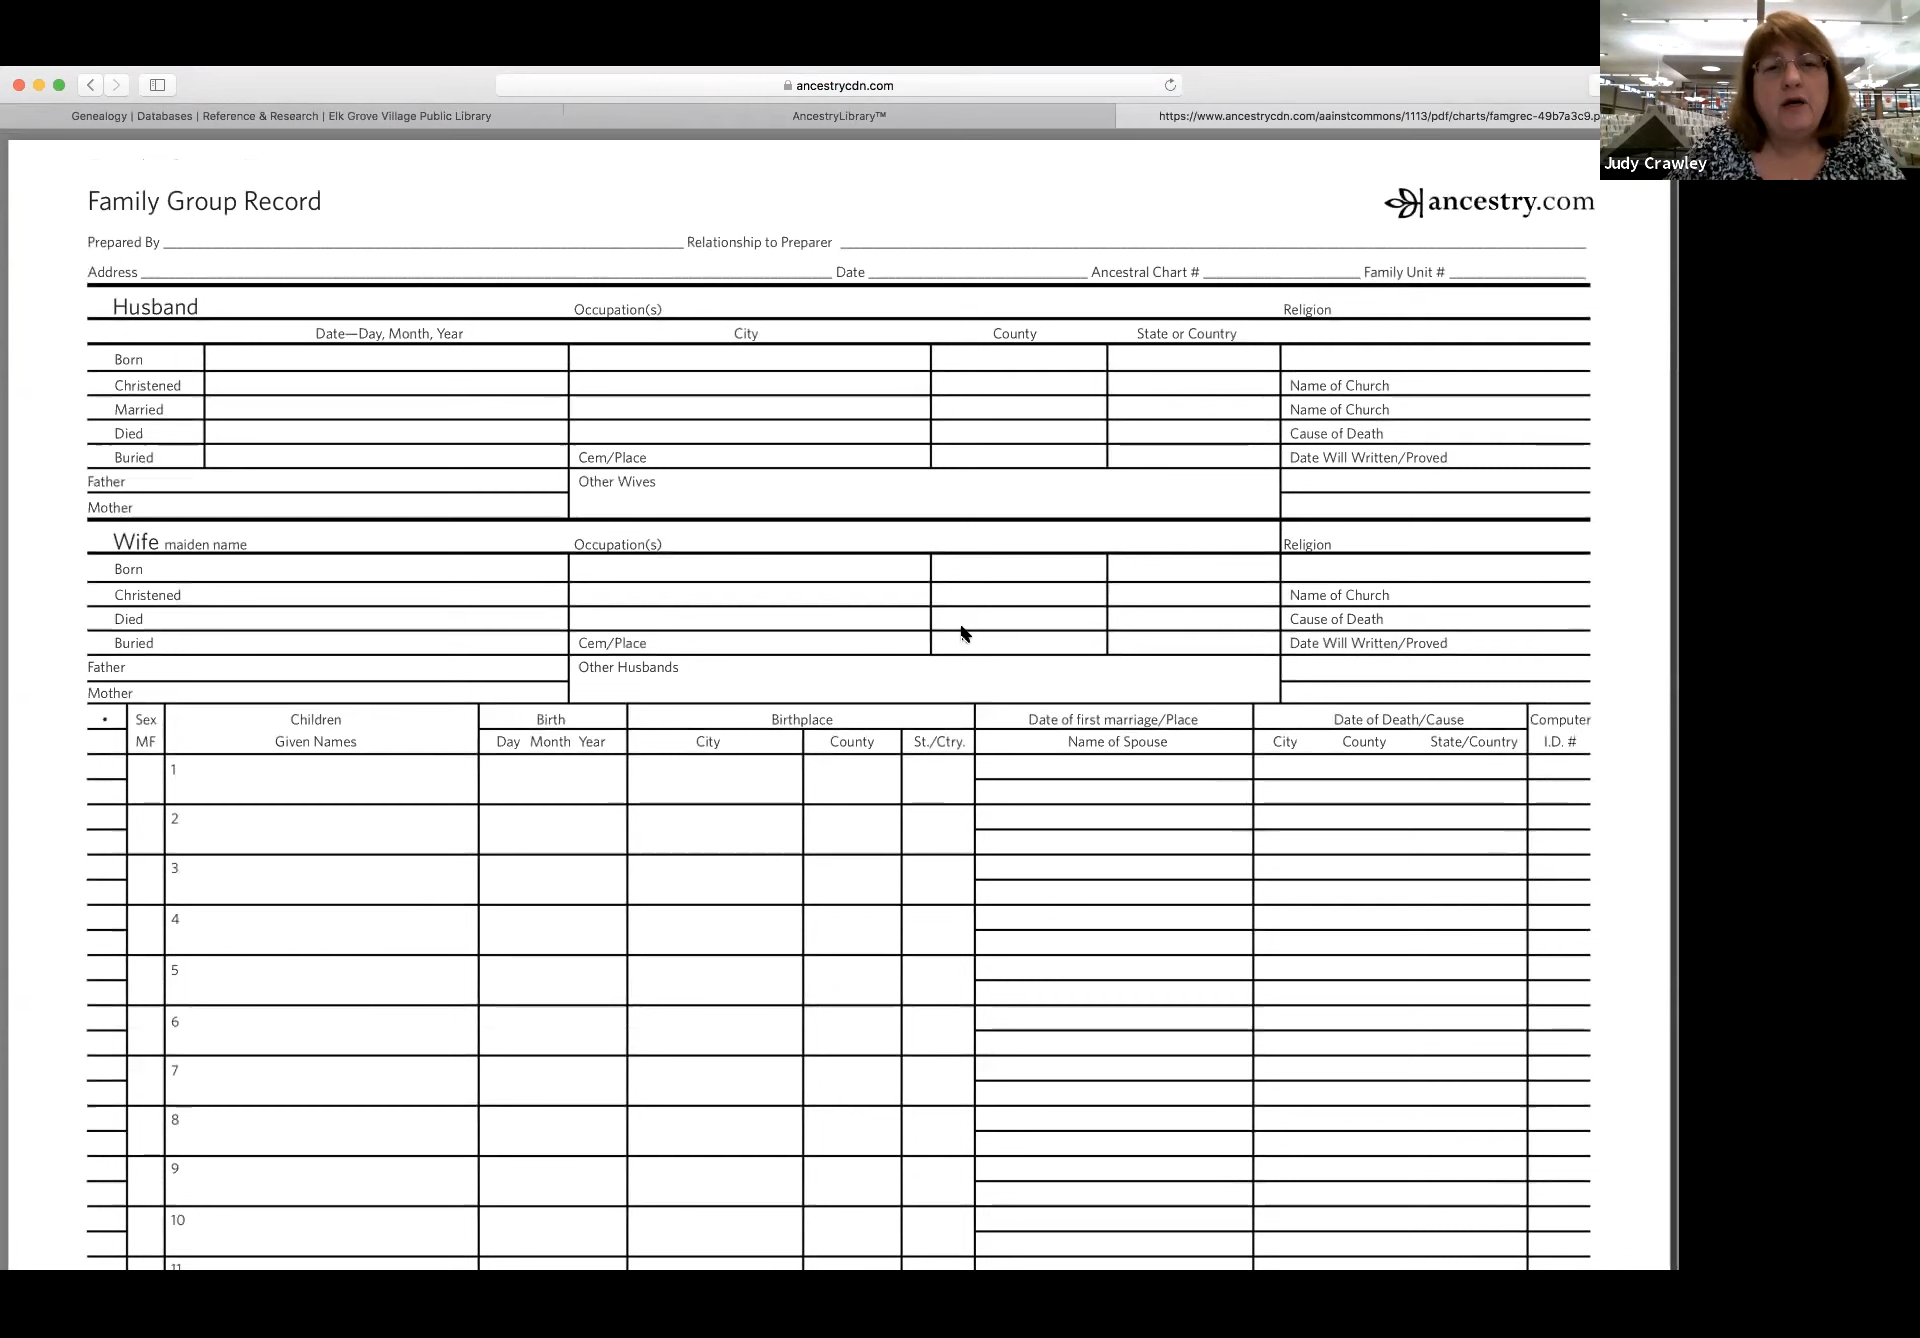 ancestrycdn.com
Genealogy | Databases | Reference & Research | Elk Grove Village Public Library
AncestryLibrary™
https://www.ancestrycdn.com/aainstcommons/1113/pdf/charts/famgrec-49b7a3c9.p
Judy Crawley
Family Group Record
ancestry.com
Prepared By Relationship to Preparer
Address Date Ancestral Chart # Family Unit #
Husband Occupation(s) Religion
Date—Day, Month, Year City County State or Country
Born
Christened Name of Church
Married Name of Church
Died Cause of Death
Buried Cem/Place Date Will Written/Proved
Father Other Wives
Mother
Wife maiden name Occupation(s) Religion
Born
Christened Name of Church
Died Cause of Death
Buried Cem/Place Date Will Written/Proved
Father Other Husbands
Mother
• Sex Children Birth Birthplace Date of first marriage/Place Date of Death/Cause Computer
MF Given Names Day Month Year City County St./Ctry. Name of Spouse City County State/Country I.D. #
1
2
3
4
5
6
7
8
9
10
11